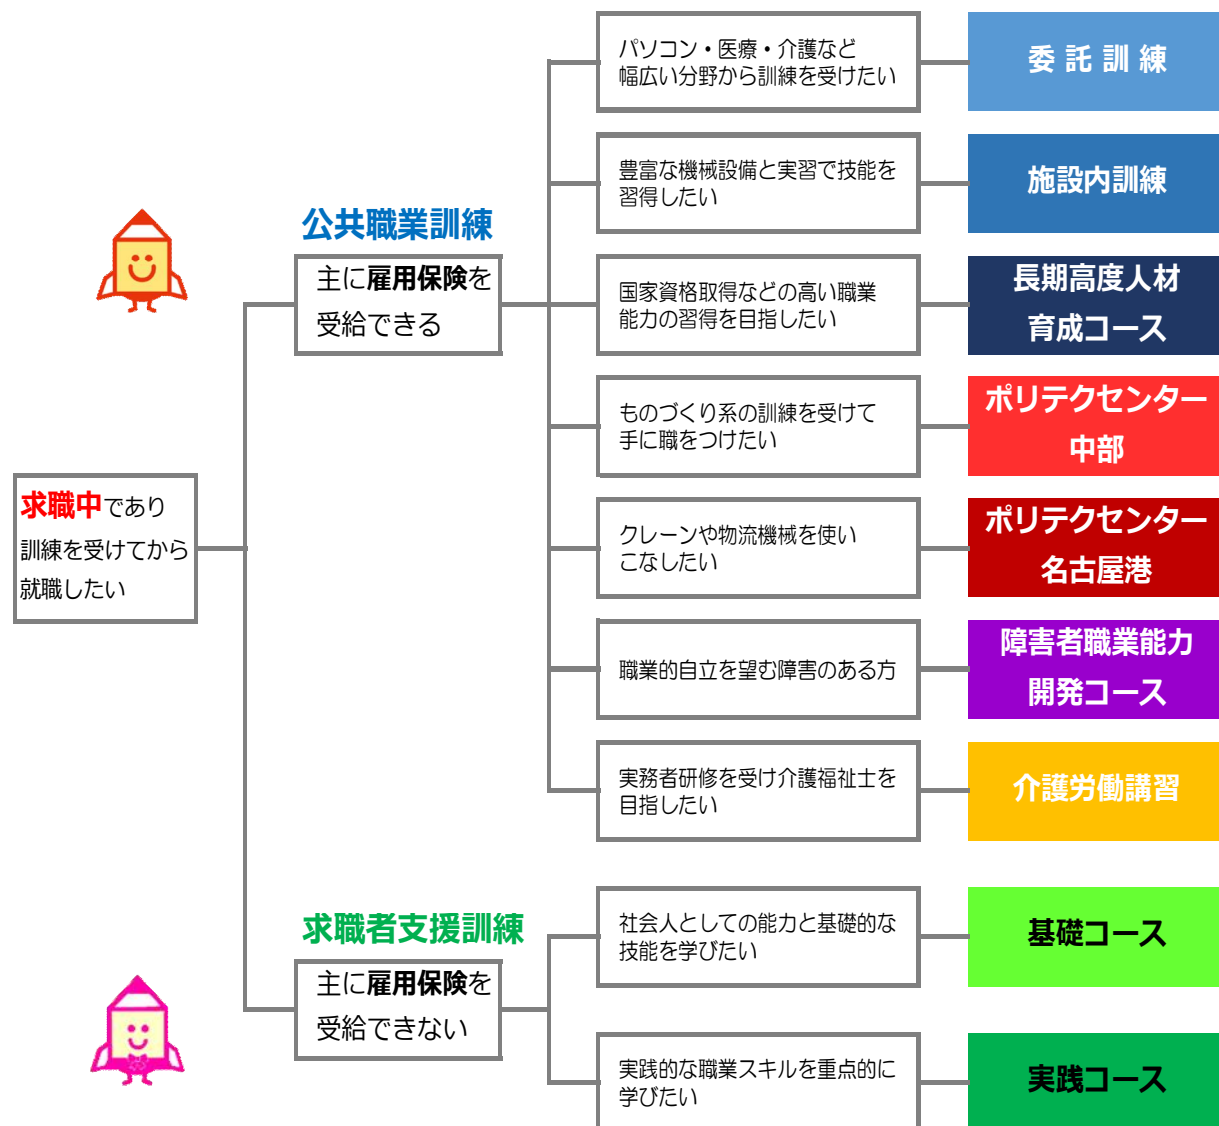 求職中であり
訓練を受けてから
就職したい
公共職業訓練
主に雇用保険を
受給できる
パソコン・医療・介護など
幅広い分野から訓練を受けたい
委託訓練
豊富な機械設備と実習で技能を
習得したい
施設内訓練
国家資格取得などの高い職業
能力の習得を目指したい
長期高度人材
育成コース
ものづくり系の訓練を受けて
手に職をつけたい
ポリテクセンター
中部
クレーンや物流機械を使い
こなしたい
ポリテクセンター
名古屋港
職業的自立を望む障害のある方
障害者職業能力
開発コース
実務者研修を受け介護福祉士を
目指したい
介護労働講習
求職者支援訓練
主に雇用保険を
受給できない
社会人としての能力と基礎的な
技能を学びたい
基礎コース
実践的な職業スキルを重点的に
学びたい
実践コース